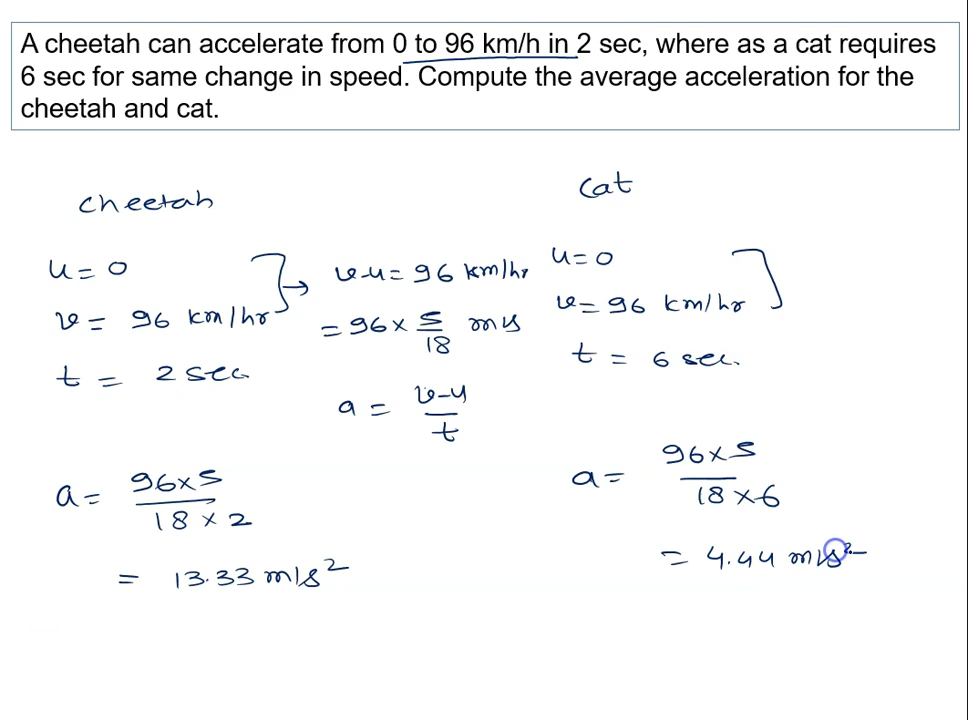 A cheetah can accelerate from 0 to 96 km/h in 2 sec, where as a cat requires
6 sec for same change in speed. Compute the average acceleration for the
cheetah and cat.
cheetah
u = 0
v = 96 km/hr
t = 2 sec
v-u = 96 km/hr
= 96 × 5/18 m/s
a = v-u/t
a = 96×5/18×2
= 13.33 m/s²
Cat
u = 0
v = 96 km/hr
t = 6 sec.
a = 96×5/18×6
= 4.44 m/s²